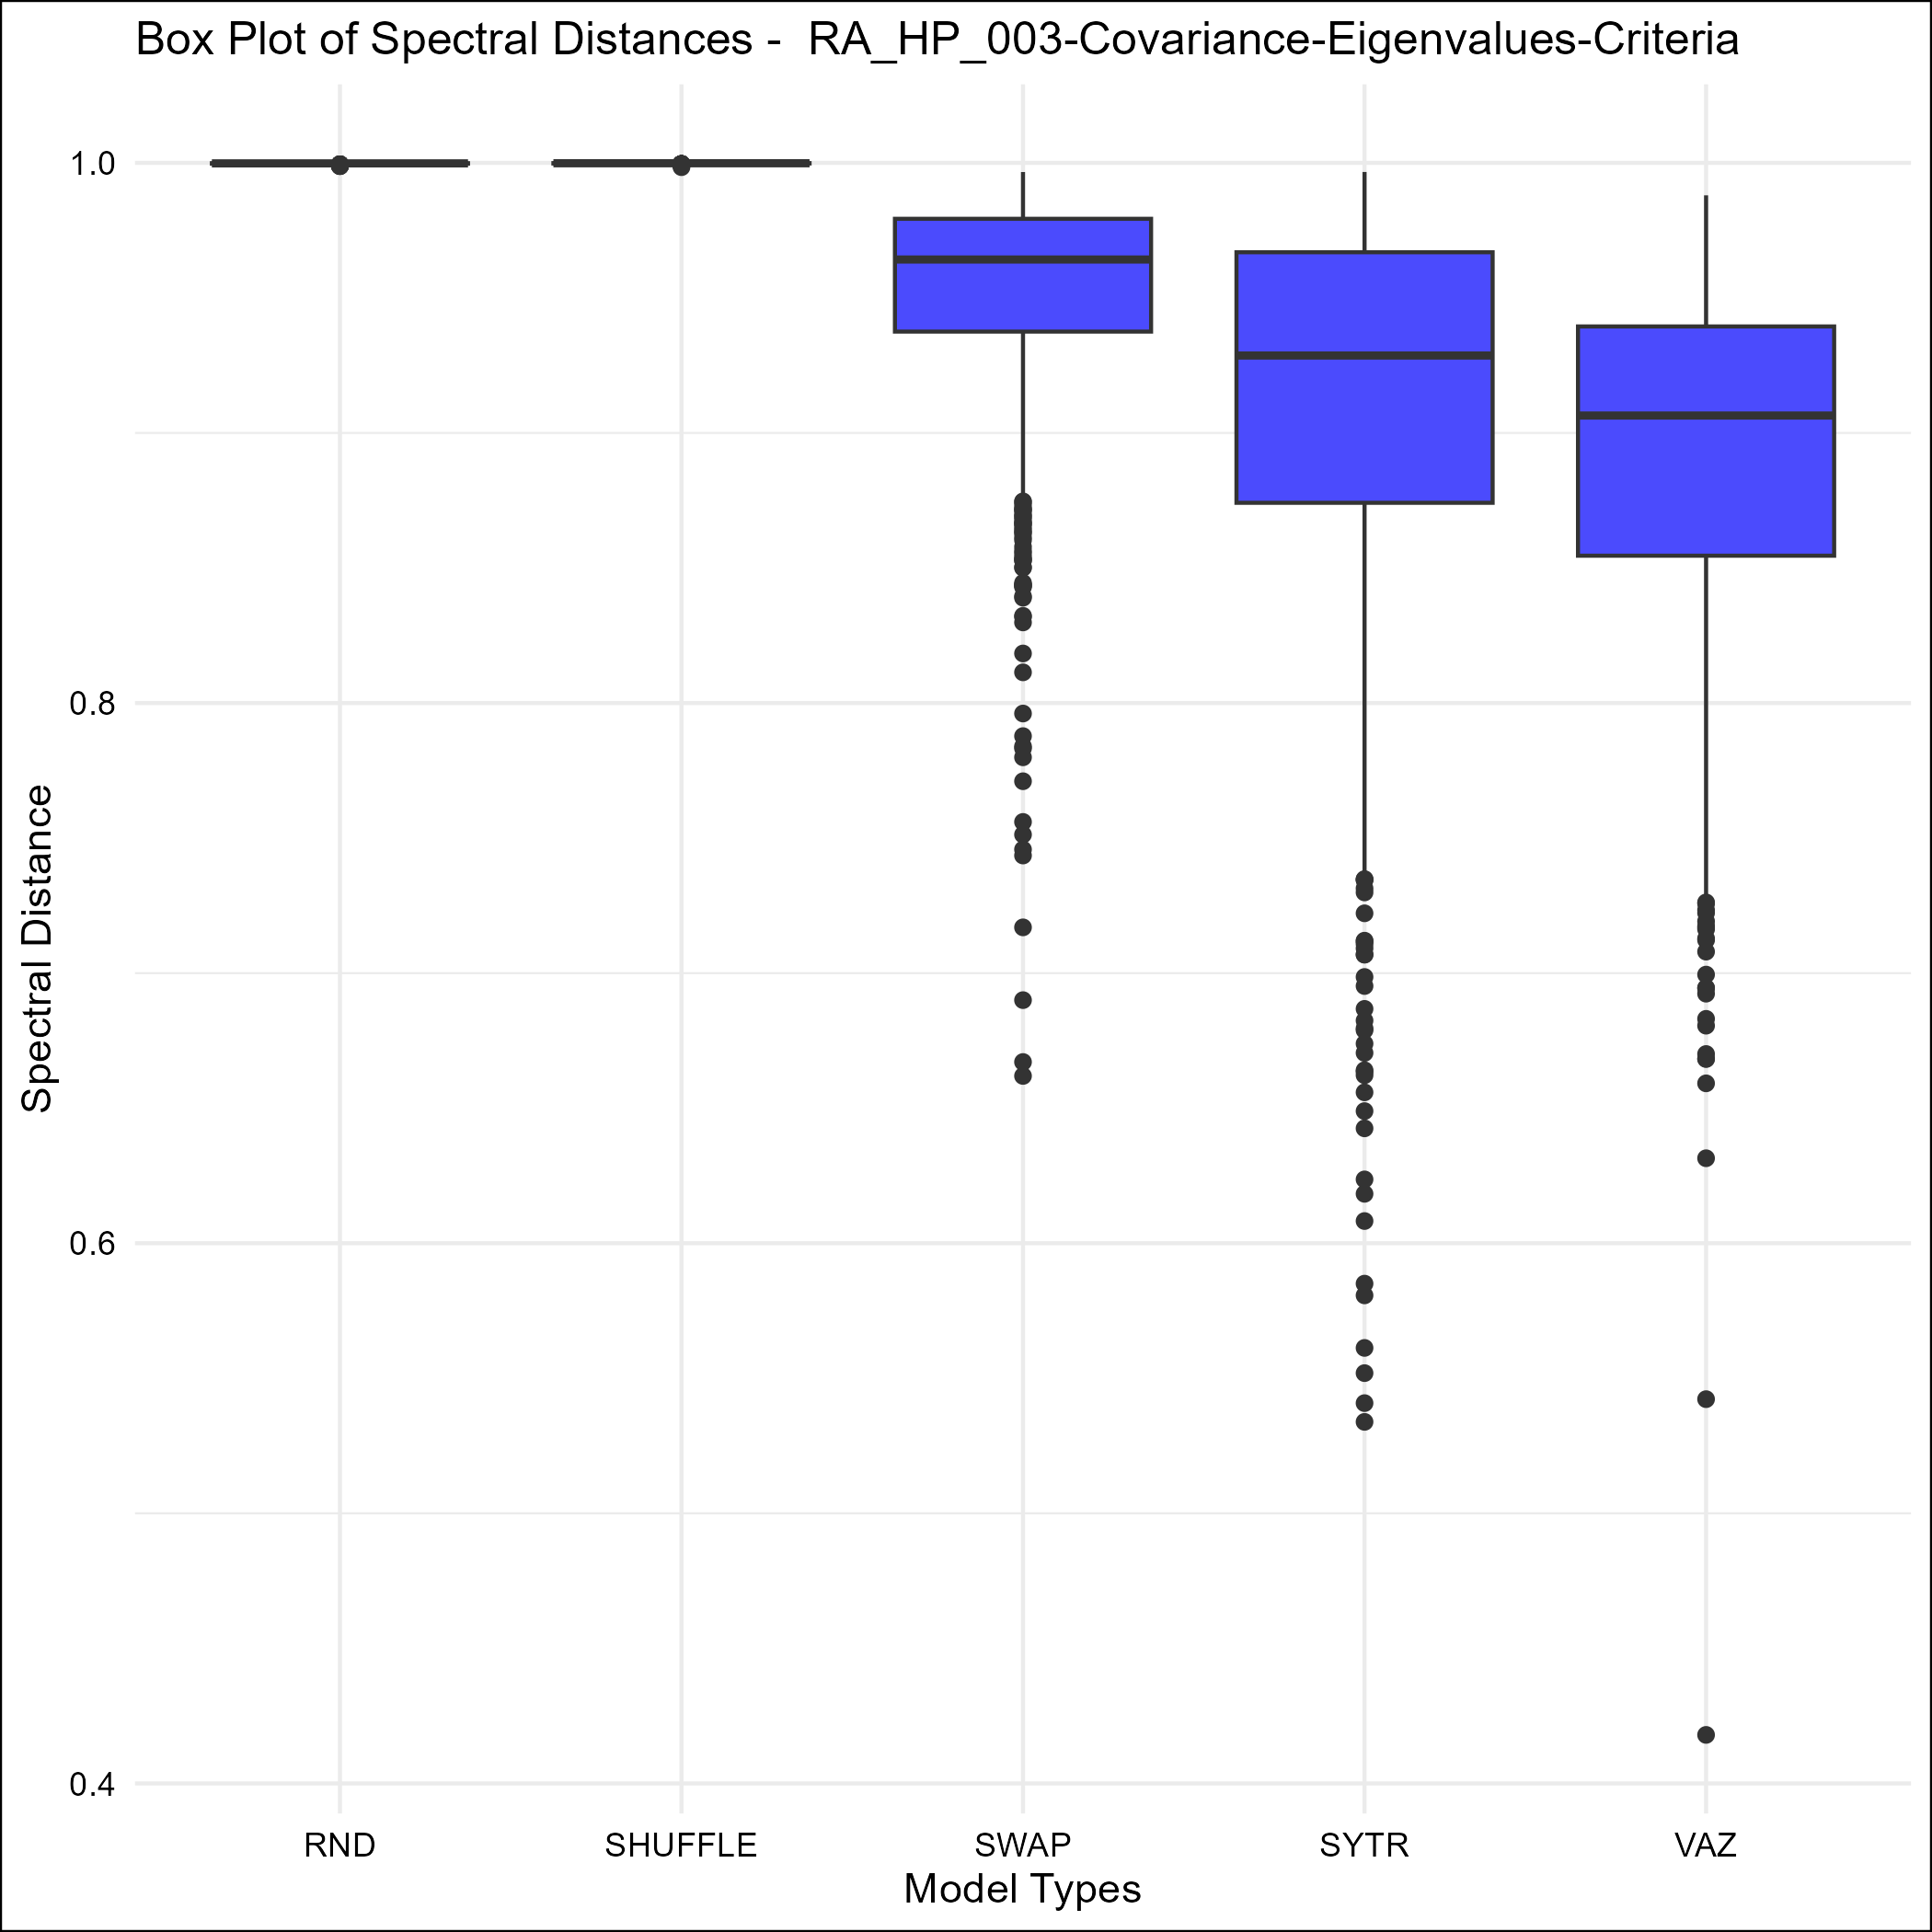 Box Plot of Spectral Distances -  RA_HP_003-Covariance-Eigenvalues-Criteria
Spectral Distance
1.0
0.8
0.6
0.4
RND SHUFFLE SWAP SYTR VAZ
Model Types